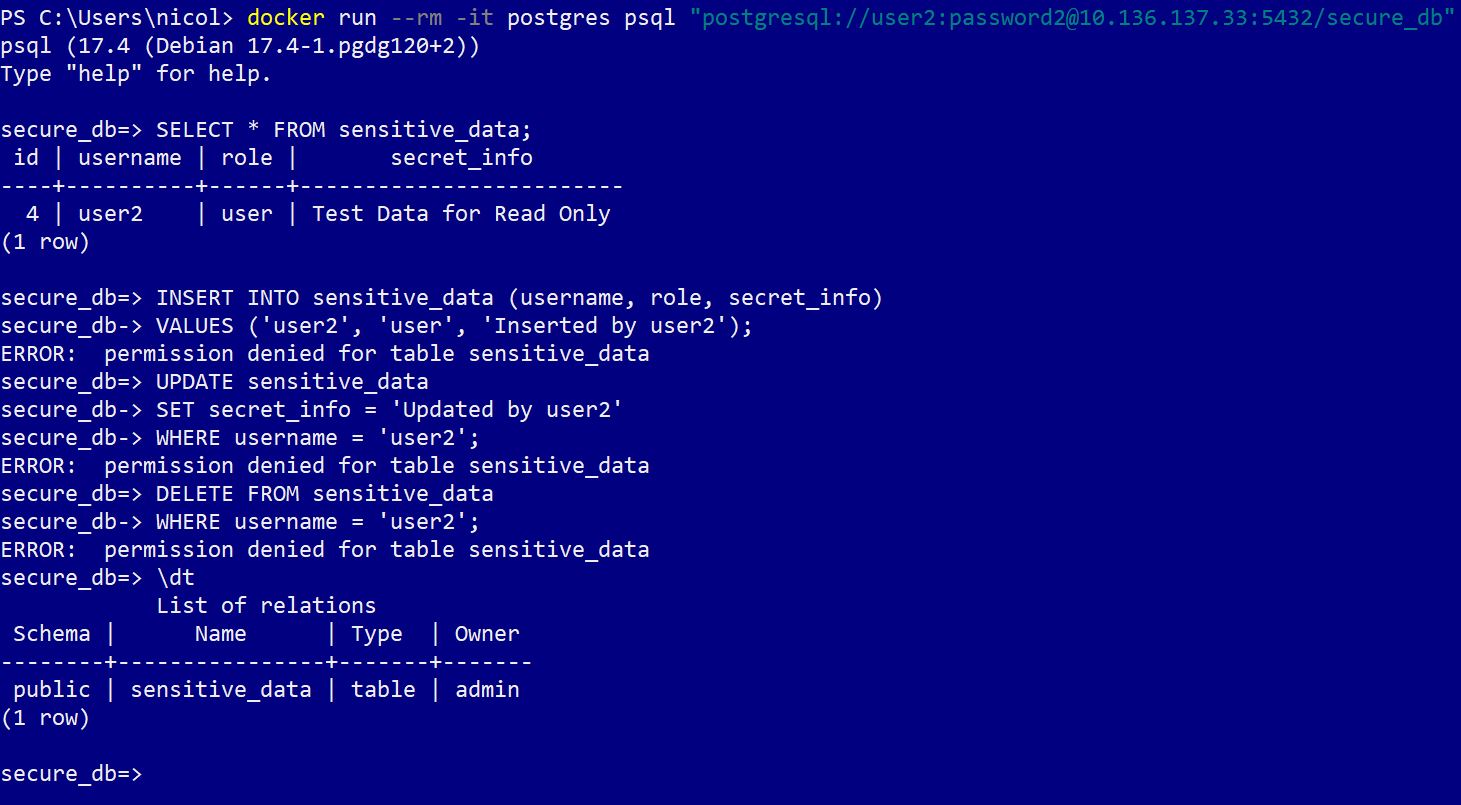 PS C:\Users\nicol> docker run --rm -it postgres psql "postgresql://user2:password2@10.136.137.33:5432/secure_db"
psql (17.4 (Debian 17.4-1.pgdg120+2))
Type "help" for help.

secure_db=> SELECT * FROM sensitive_data;
 id | username | role |       secret_info
----+----------+------+-------------------------
  4 | user2    | user | Test Data for Read Only
(1 row)

secure_db=> INSERT INTO sensitive_data (username, role, secret_info)
secure_db-> VALUES ('user2', 'user', 'Inserted by user2');
ERROR:  permission denied for table sensitive_data
secure_db=> UPDATE sensitive_data
secure_db-> SET secret_info = 'Updated by user2'
secure_db-> WHERE username = 'user2';
ERROR:  permission denied for table sensitive_data
secure_db=> DELETE FROM sensitive_data
secure_db-> WHERE username = 'user2';
ERROR:  permission denied for table sensitive_data
secure_db=> \dt
            List of relations
 Schema |      Name      | Type  | Owner
--------+----------------+-------+-------
 public | sensitive_data | table | admin
(1 row)

secure_db=>